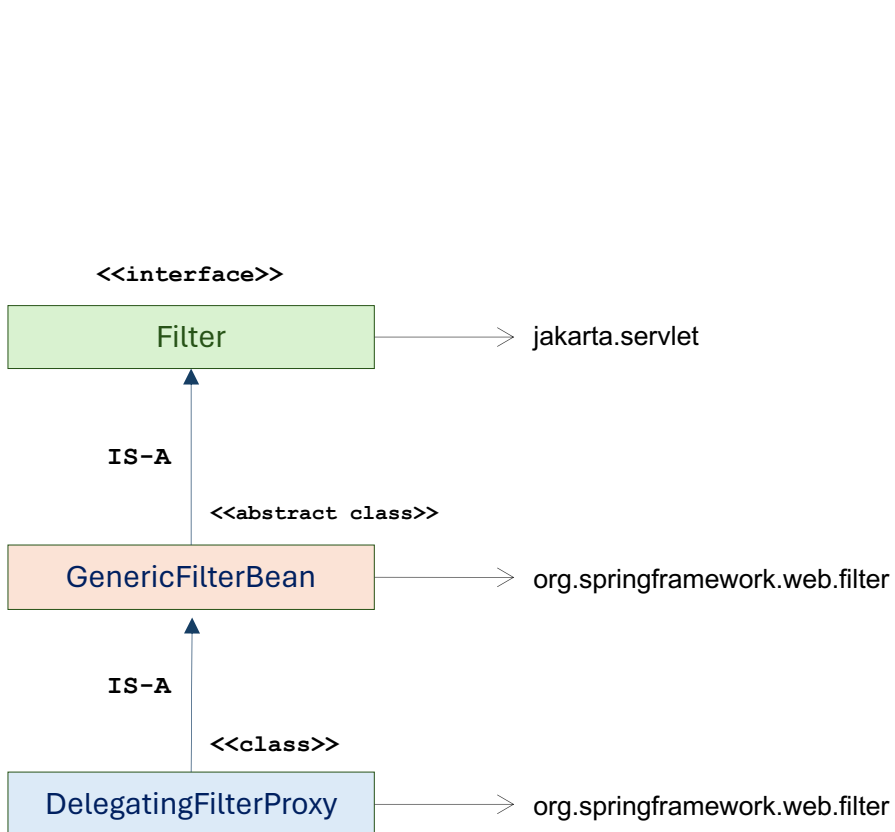 <<interface>>
Filter
jakarta.servlet
IS-A
<<abstract class>>
GenericFilterBean
org.springframework.web.filter
IS-A
<<class>>
DelegatingFilterProxy
org.springframework.web.filter